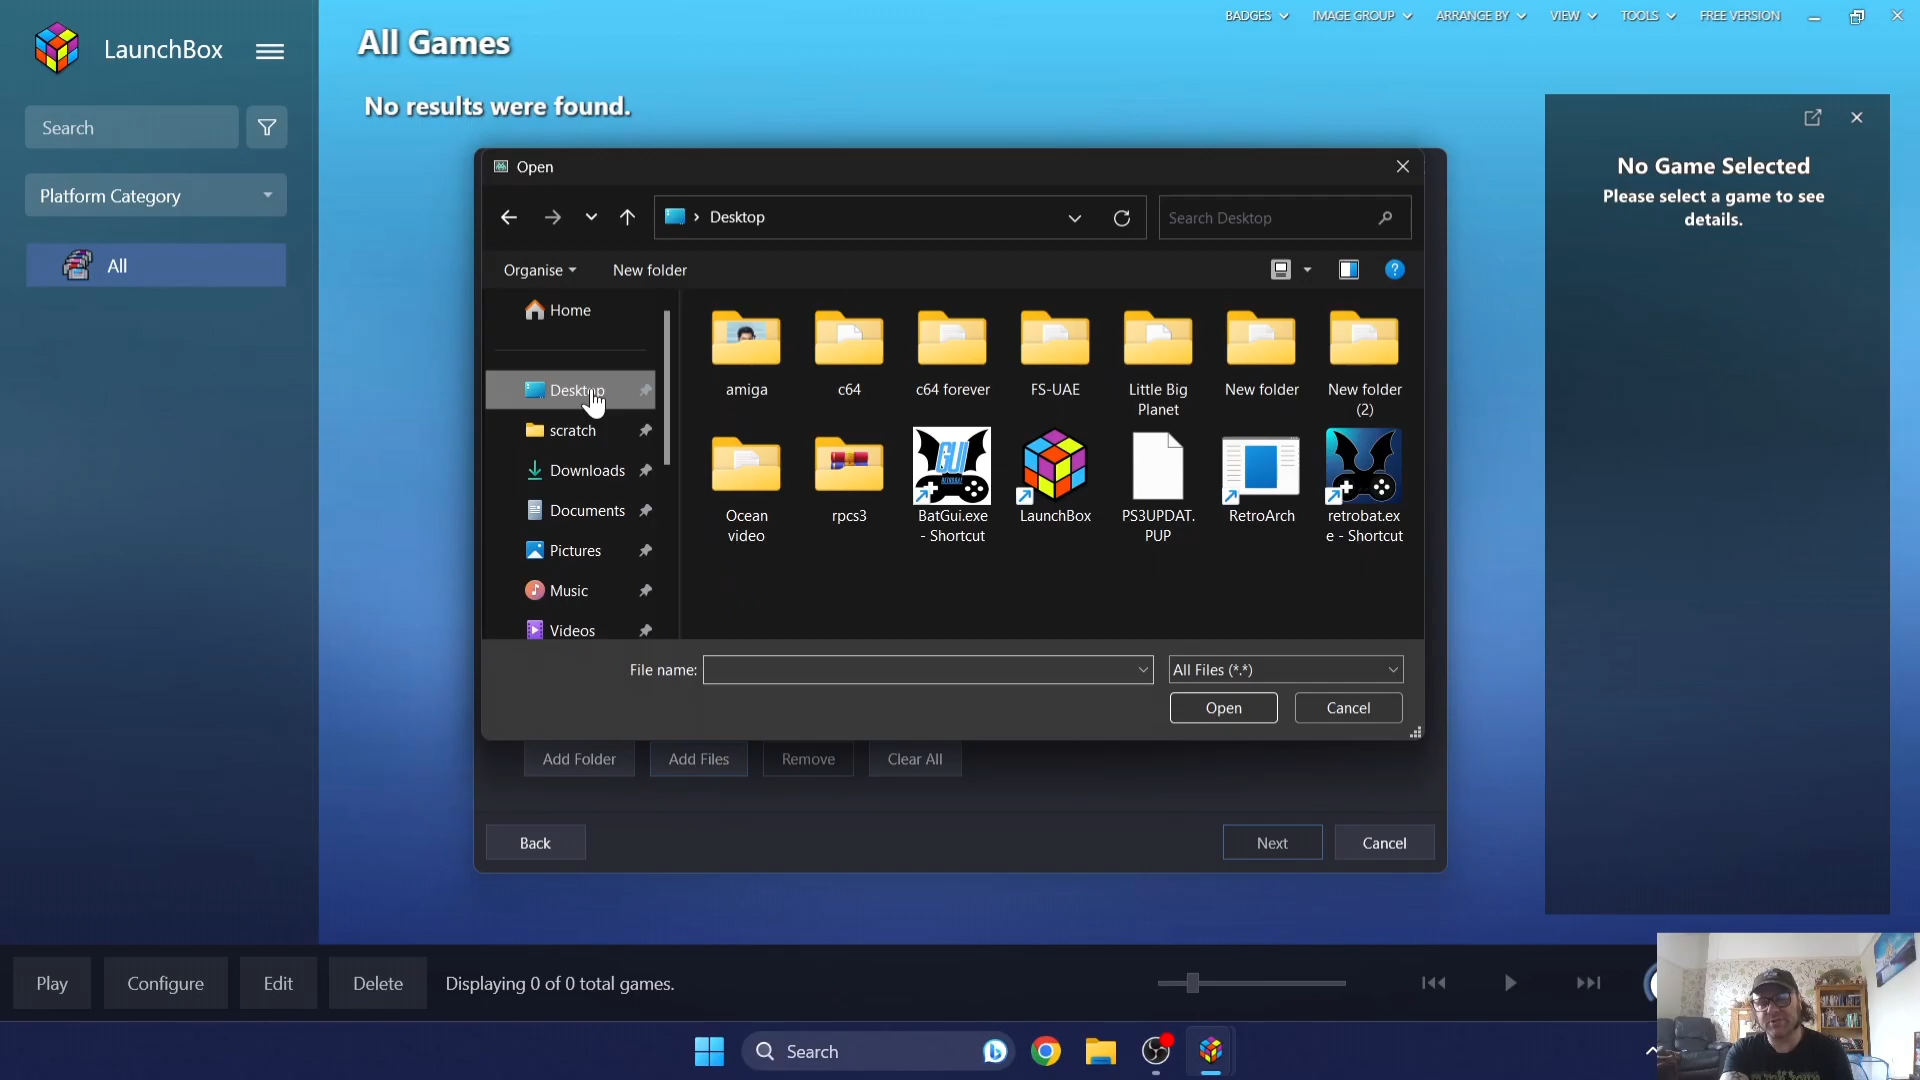 LaunchBox
Search
Platform Category
All
All Games
No results were found.
BADGES
IMAGE GROUP
ARRANGE BY
VIEW
TOOLS
FREE VERSION
No Game Selected
Please select a game to see
details.
Open
Desktop
Search Desktop
Organise
New folder
Home
Desktop
scratch
Downloads
Documents
Pictures
Music
Videos
amiga
c64
c64 forever
FS-UAE
Little Big
Planet
New folder
New folder
(2)
Ocean
video
rpcs3
GUI
BatGui.exe
- Shortcut
LaunchBox
PS3UPDAT.
PUP
RetroArch
retrobat.ex
e - Shortcut
File name:
All Files (*.*)
Open
Cancel
Add Folder
Add Files
Remove
Clear All
Back
Next
Cancel
Play
Configure
Edit
Delete
Displaying 0 of 0 total games.
Search